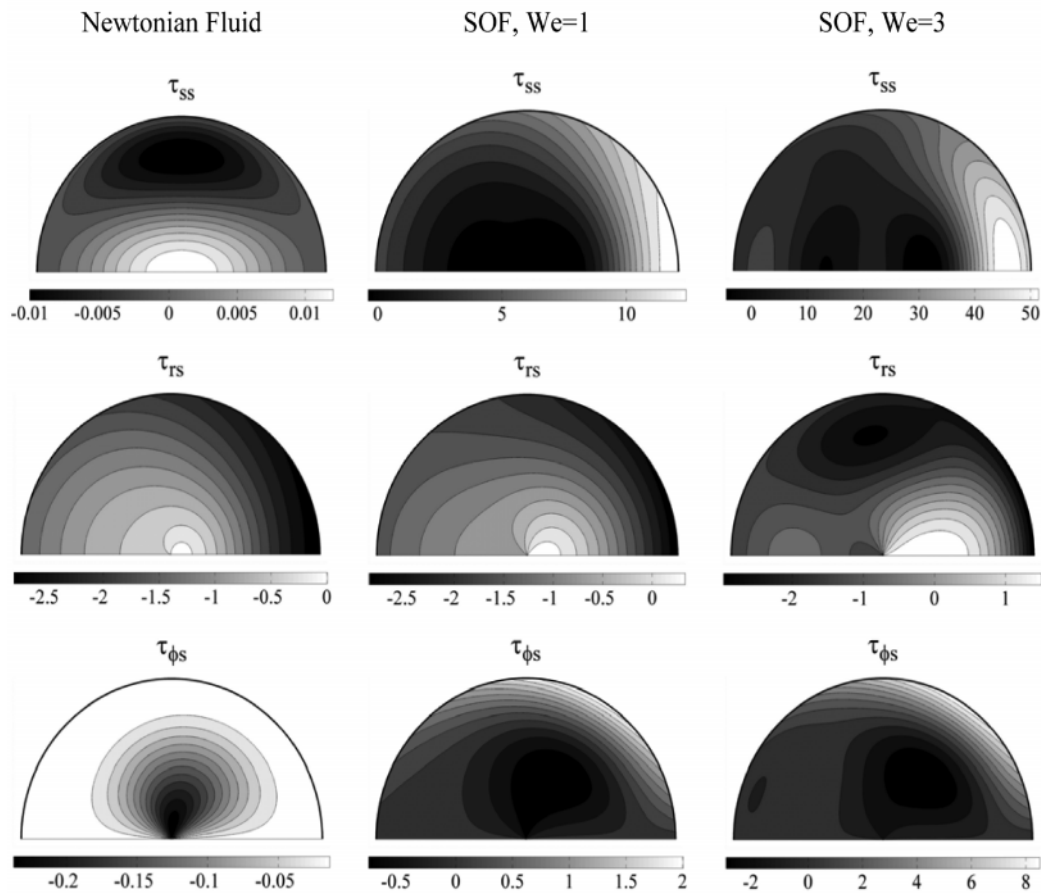 Newtonian Fluid SOF, We=1 SOF, We=3
τss τss τss
-0.01 -0.005 0 0.005 0.01 0 5 10 0 10 20 30 40 50
τrs τrs τrs
-2.5 -2 -1.5 -1 -0.5 0 -2.5 -2 -1.5 -1 -0.5 0 -2 -1 0 1
τϕs τϕs τϕs
-0.2 -0.15 -0.1 -0.05 -0.5 0 0.5 1 1.5 2 -2 0 2 4 6 8